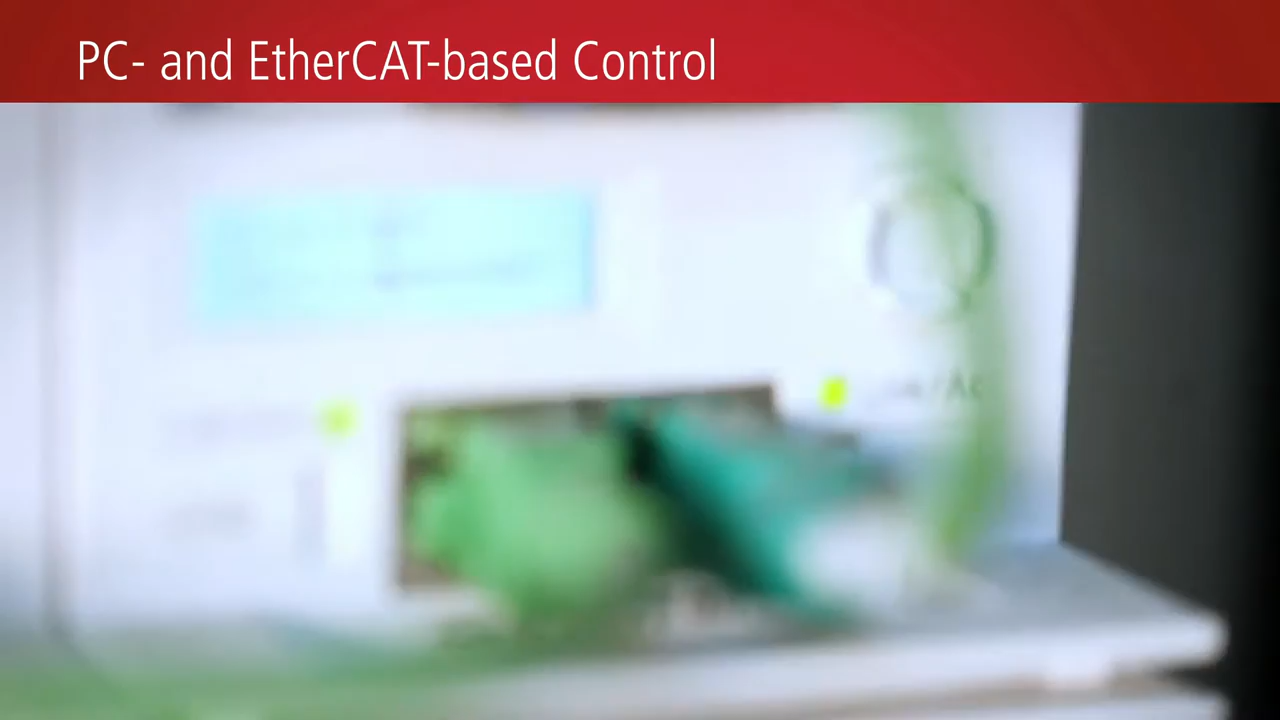 PC- and EtherCAT-based Control